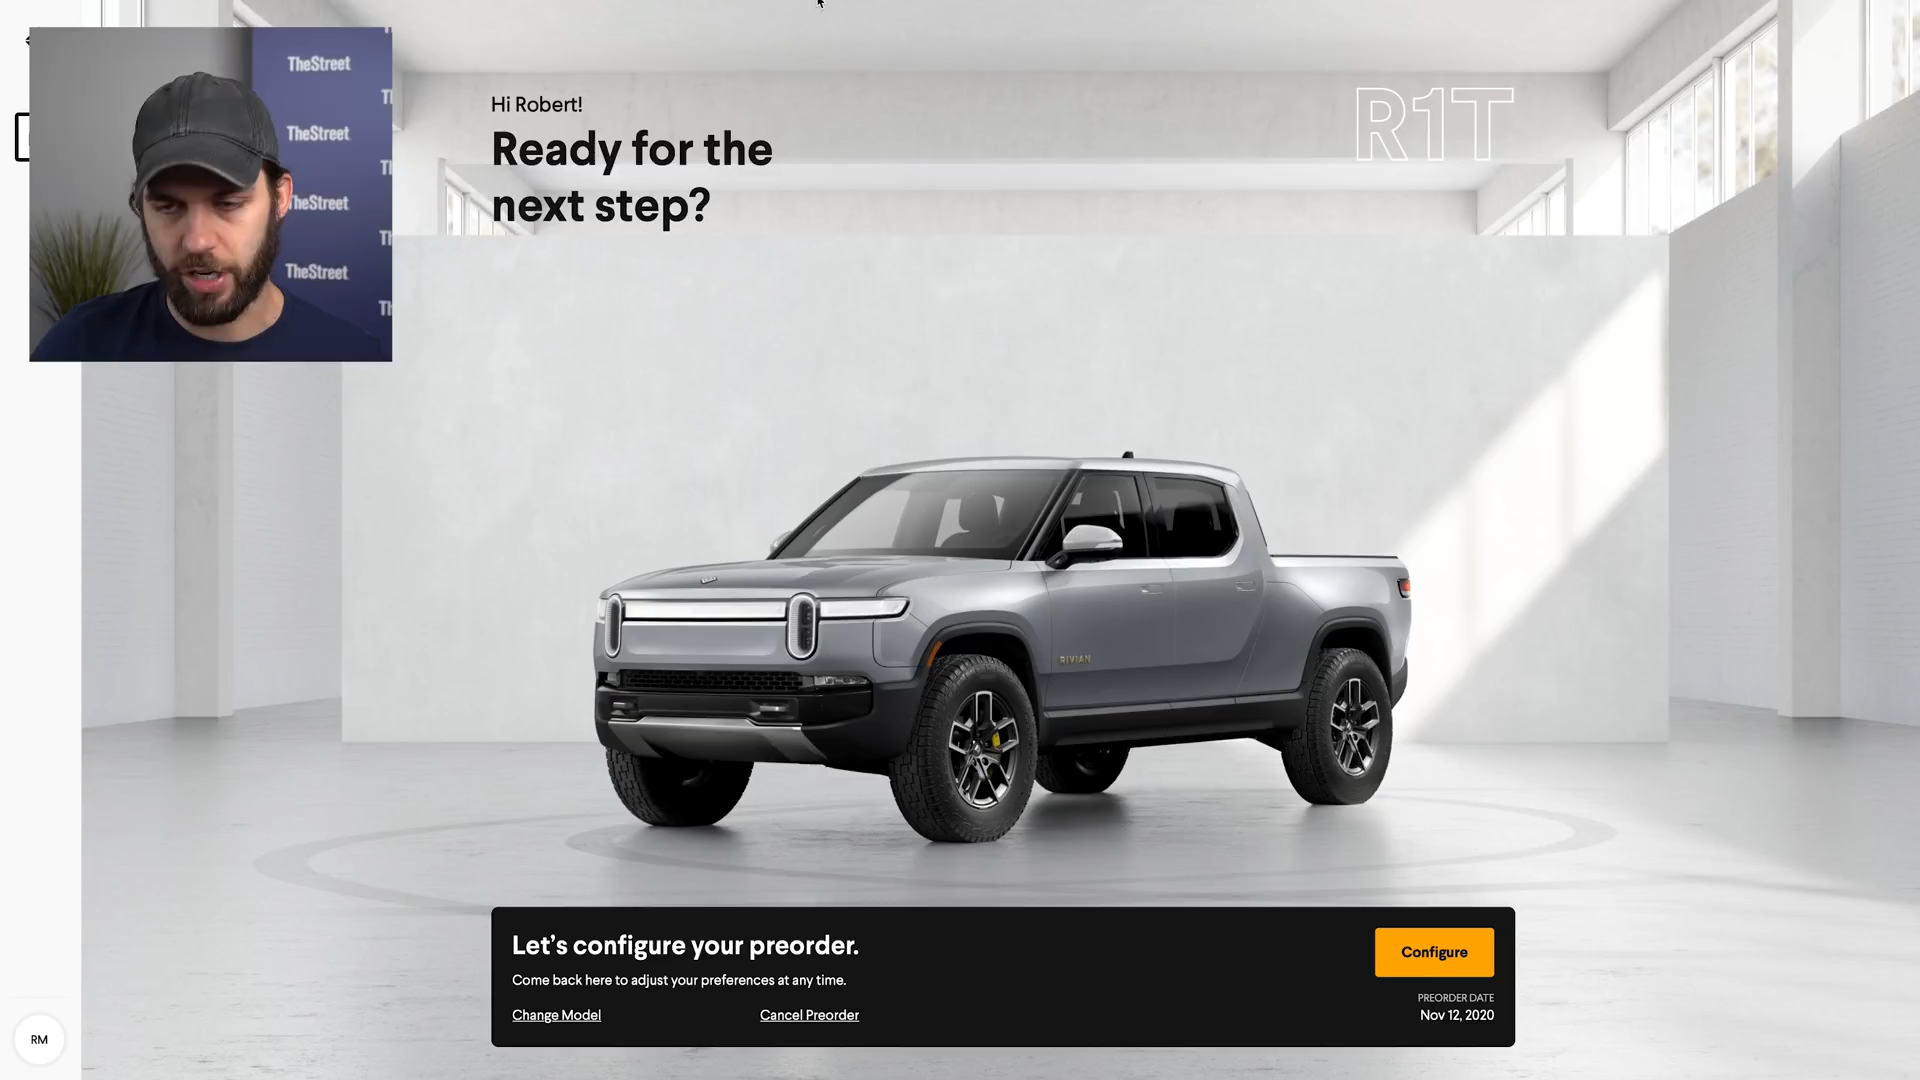 TheStreet
TheStreet
TheStreet
TheStreet
Hi Robert!
Ready for the
next step?
R1T
RIVIAN
Let's configure your preorder.
Come back here to adjust your preferences at any time.
Change Model
Cancel Preorder
Configure
PREORDER DATE
Nov 12, 2020
RM